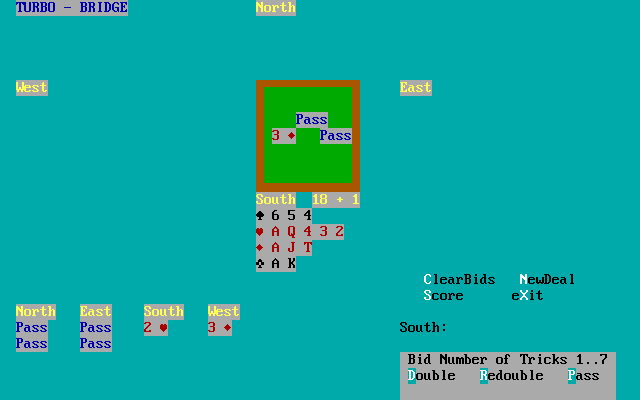 TURBO - BRIDGE
North
West
East
Pass
3 ♦ Pass
South 18 + 1
♠ 6 5 4
♥ A Q 4 3 2
♦ A J T
♣ A K
ClearBids NewDeal
Score eXit
North East South West
Pass Pass 2 ♥ 3 ♦
Pass Pass
South:
Bid Number of Tricks 1..7
Double Redouble Pass